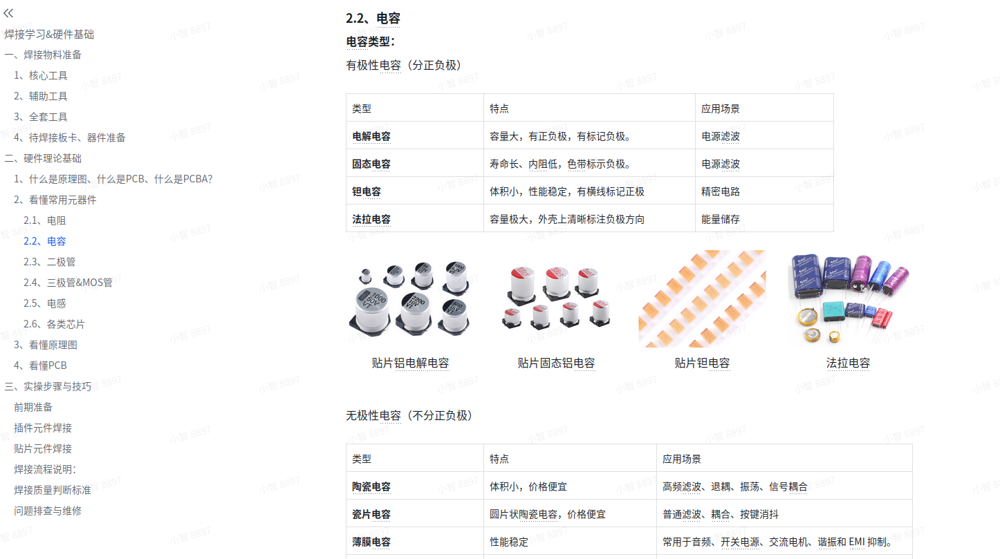 焊接学习&硬件基础
一、焊接物料准备
1、核心工具
2、辅助工具
3、全套工具
4、待焊接板卡、器件准备
二、硬件理论基础
1、什么是原理图、什么是PCB、什么是PCBA？
2、看懂常用元器件
2.1、电阻
2.2、电容
2.3、二极管
2.4、三极管&MOS管
2.5、电感
2.6、各类芯片
3、看懂原理图
4、看懂PCB
三、实操步骤与技巧
前期准备
插件元件焊接
贴片元件焊接
焊接流程说明：
焊接质量判断标准
问题排查与维修
2.2、电容
电容类型：
有极性电容（分正负极）
类型 特点 应用场景
电解电容 容量大，有正负极，有标记负极。 电源滤波
固态电容 寿命长、内阻低，色带标示负极。 电源滤波
钽电容 体积小，性能稳定，有横线标记正极 精密电路
法拉电容 容量极大，外壳上清晰标注负极方向 能量储存
1000
50V
VT
2200
10V
VT
贴片铝电解电容 贴片固态铝电容 贴片钽电容 法拉电容
无极性电容（不分正负极）
类型 特点 应用场景
陶瓷电容 体积小，价格便宜 高频滤波、退耦、振荡、信号耦合
瓷片电容 圆片状陶瓷电容，价格便宜 普通滤波、耦合、按键消抖
薄膜电容 性能稳定 常用于音频、开关电源、交流电机、谐振和 EMI 抑制。
小智 8897